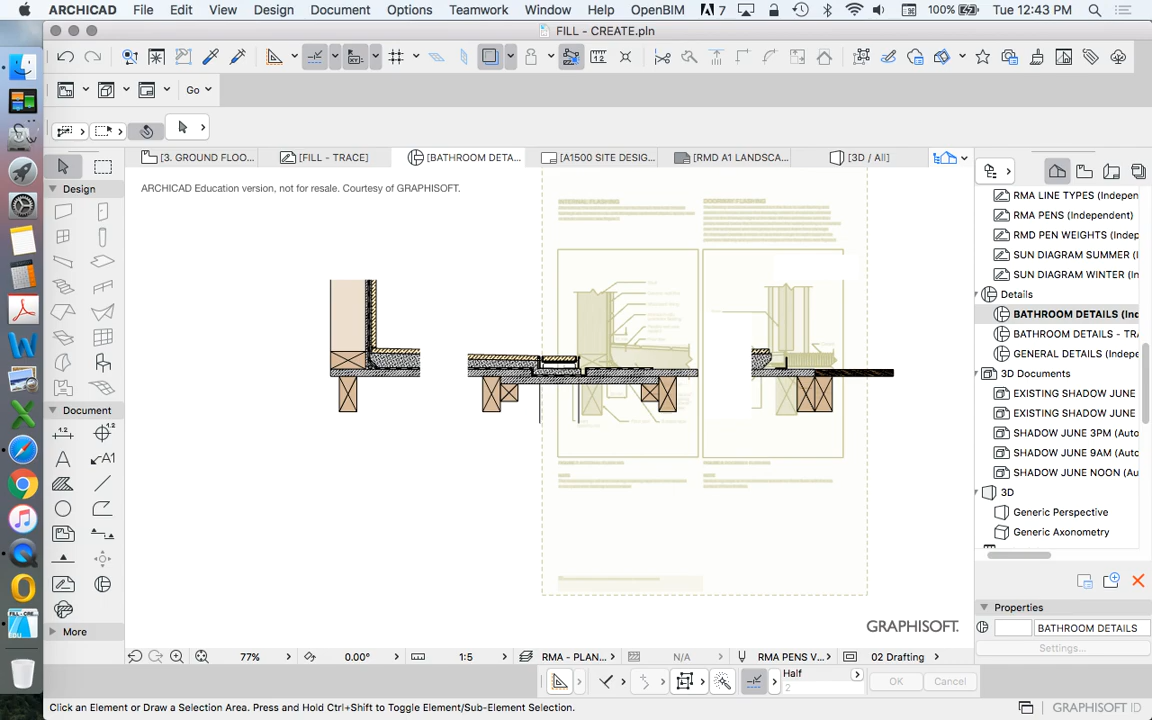 ARCHICAD File Edit View Design Document Options Teamwork Window Help OpenBIM 7 100% Tue 12:43 PM
FILL - CREATE.pln
Go
[3. GROUND FLOO... [FILL - TRACE] [BATHROOM DETA... [A1500 SITE DESIG... [RMD A1 LANDSCA... [3D / All]
ARCHICAD Education version, not for resale. Courtesy of GRAPHISOFT.
Design
Document
More
INTERNAL FLASHING
DOORWAY FLASHING
RMA LINE TYPES (Indepen
RMA PENS (Independent)
RMD PEN WEIGHTS (Indep
SUN DIAGRAM SUMMER (I
SUN DIAGRAM WINTER (In
Details
BATHROOM DETAILS (Inc
BATHROOM DETAILS - TRA
GENERAL DETAILS (Indepe
3D Documents
EXISTING SHADOW JUNE
EXISTING SHADOW JUNE
SHADOW JUNE 3PM (Auto
SHADOW JUNE 9AM (Auto
SHADOW JUNE NOON (Au
3D
Generic Perspective
Generic Axonometry
Properties
BATHROOM DETAILS
Settings...
GRAPHISOFT.
77% 0.00° 1:5 RMA - PLAN... N/A RMA PENS V... 02 Drafting
Half
2
OK Cancel
Click an Element or Draw a Selection Area. Press and Hold Ctrl+Shift to Toggle Element/Sub-Element Selection.
GRAPHISOFT ID